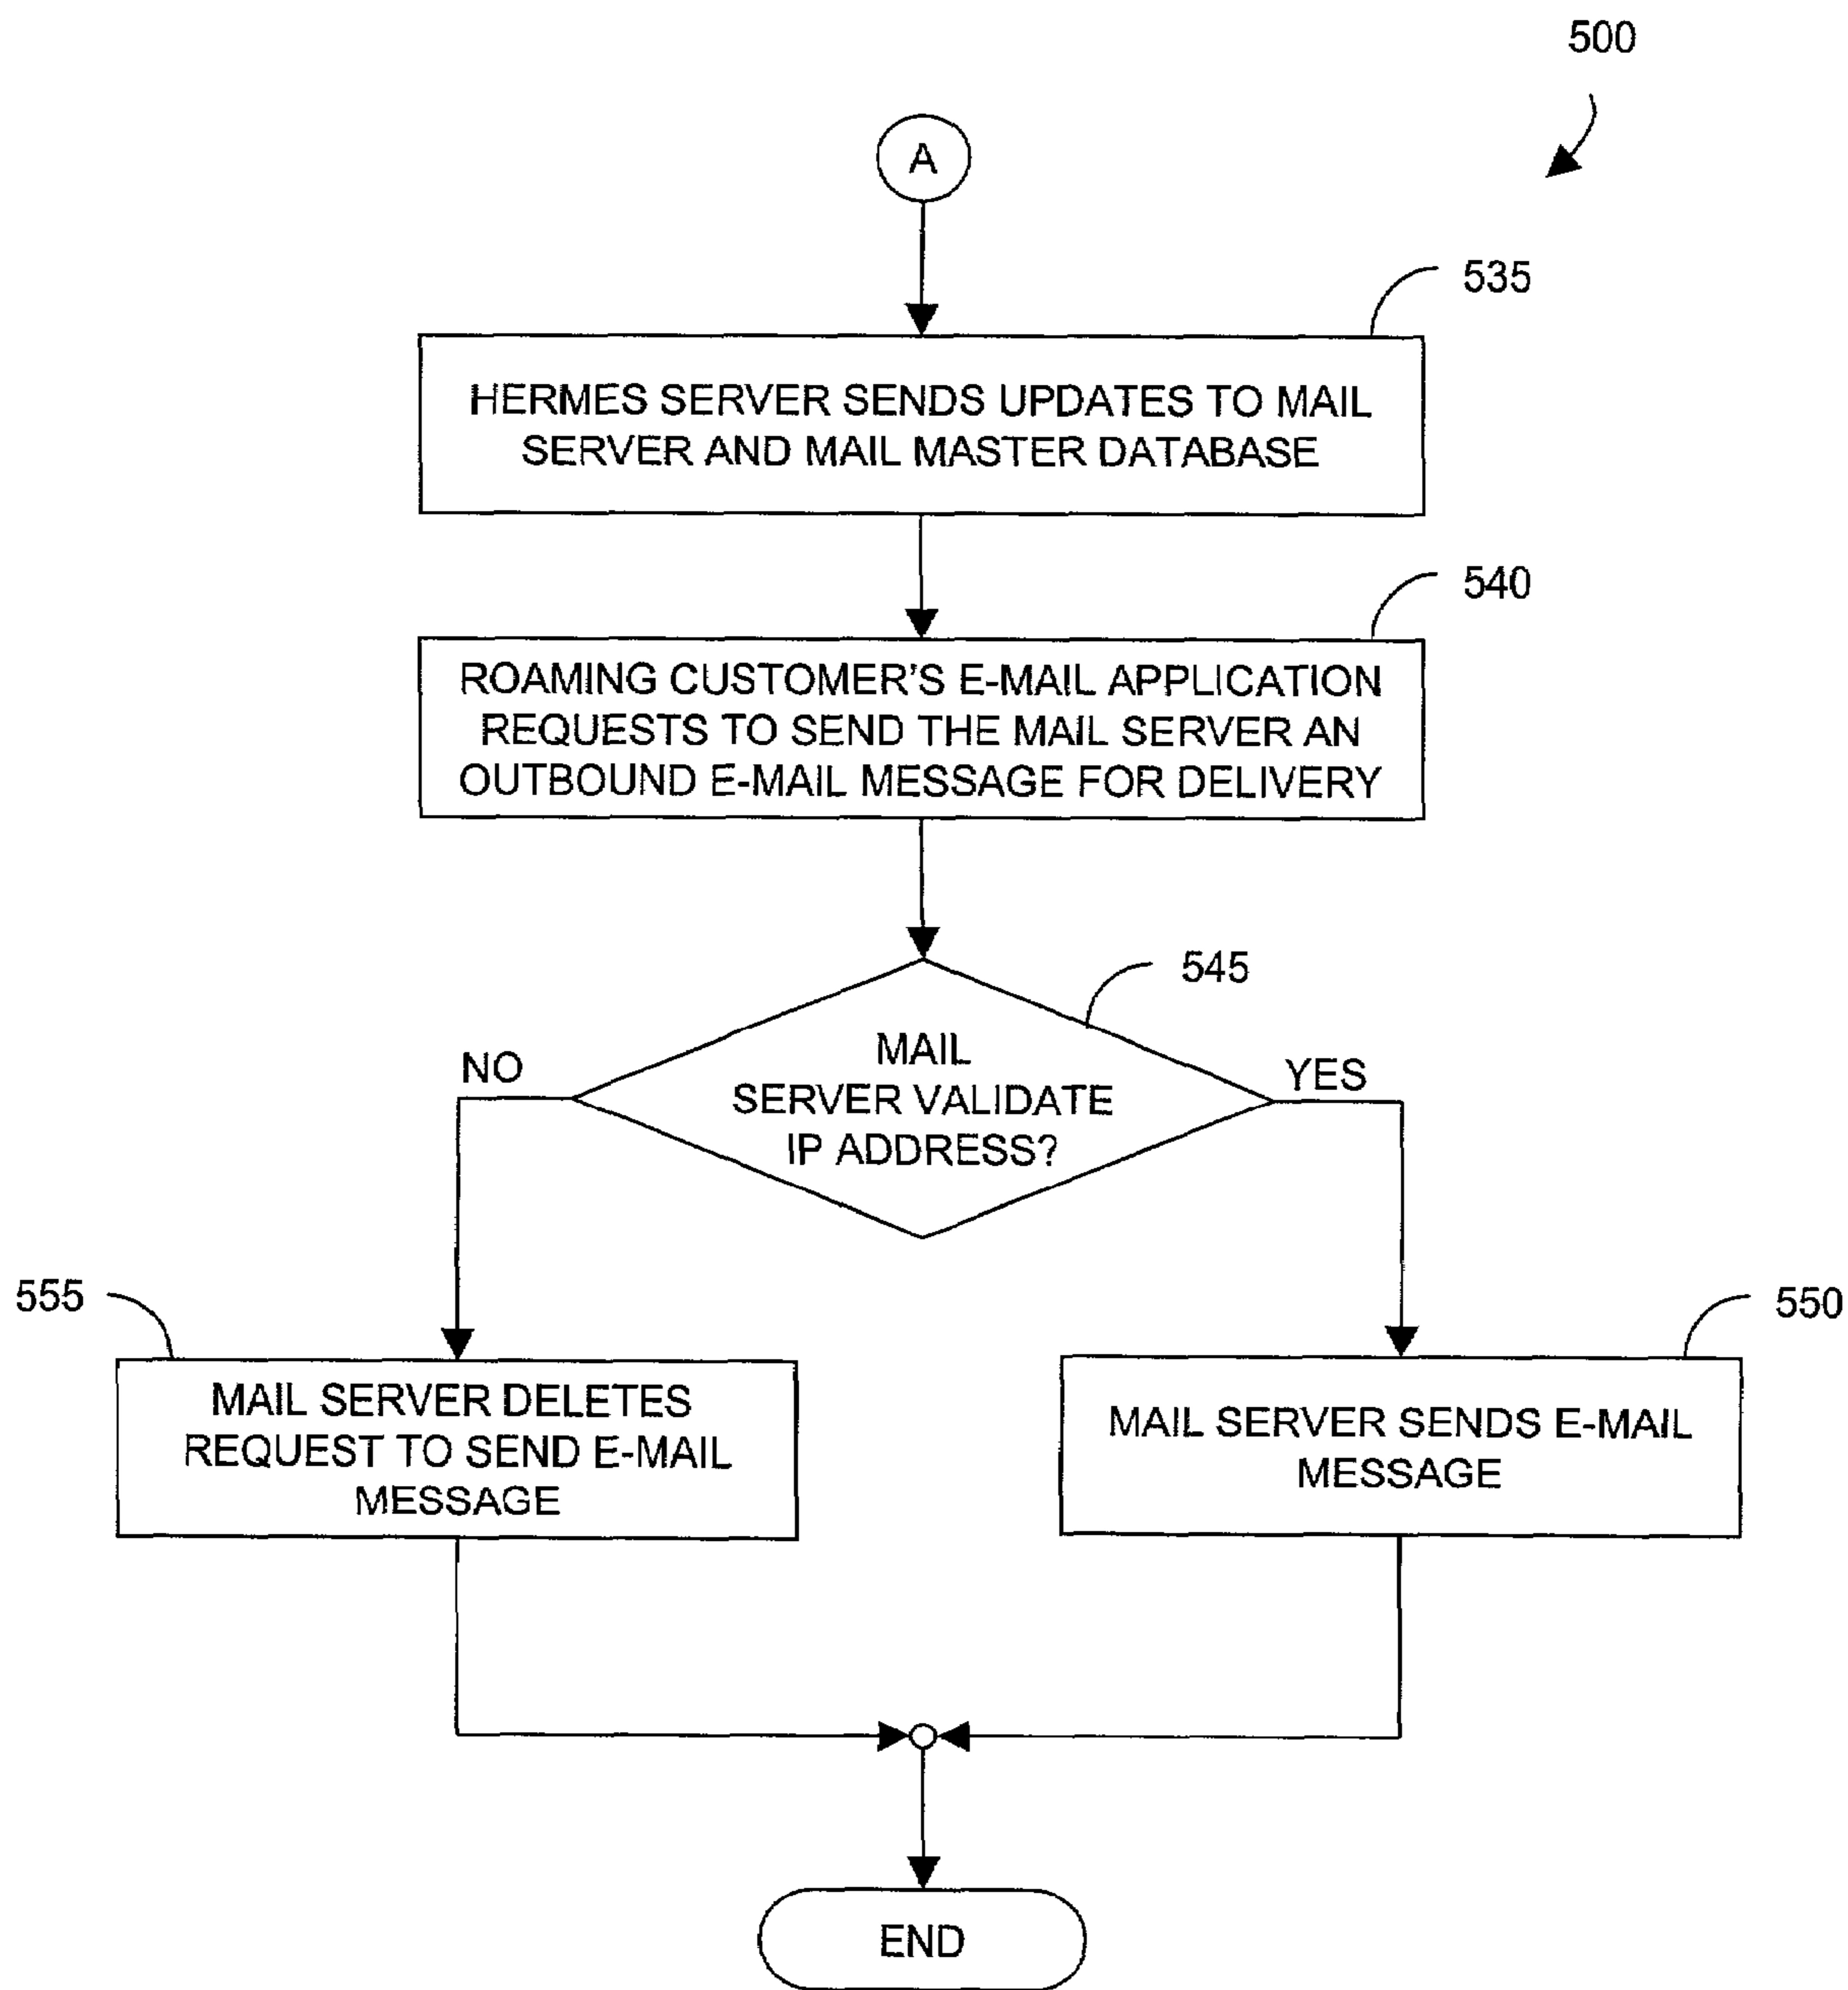 500
A
535
HERMES SERVER SENDS UPDATES TO MAIL
SERVER AND MAIL MASTER DATABASE
540
ROAMING CUSTOMER'S E-MAIL APPLICATION
REQUESTS TO SEND THE MAIL SERVER AN
OUTBOUND E-MAIL MESSAGE FOR DELIVERY
545
MAIL
SERVER VALIDATE
IP ADDRESS?
NO
YES
555
MAIL SERVER DELETES
REQUEST TO SEND E-MAIL
MESSAGE
550
MAIL SERVER SENDS E-MAIL
MESSAGE
END